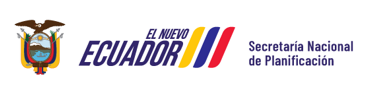 EL NUEVO
ECUADOR
Secretaría Nacional
de Planificación